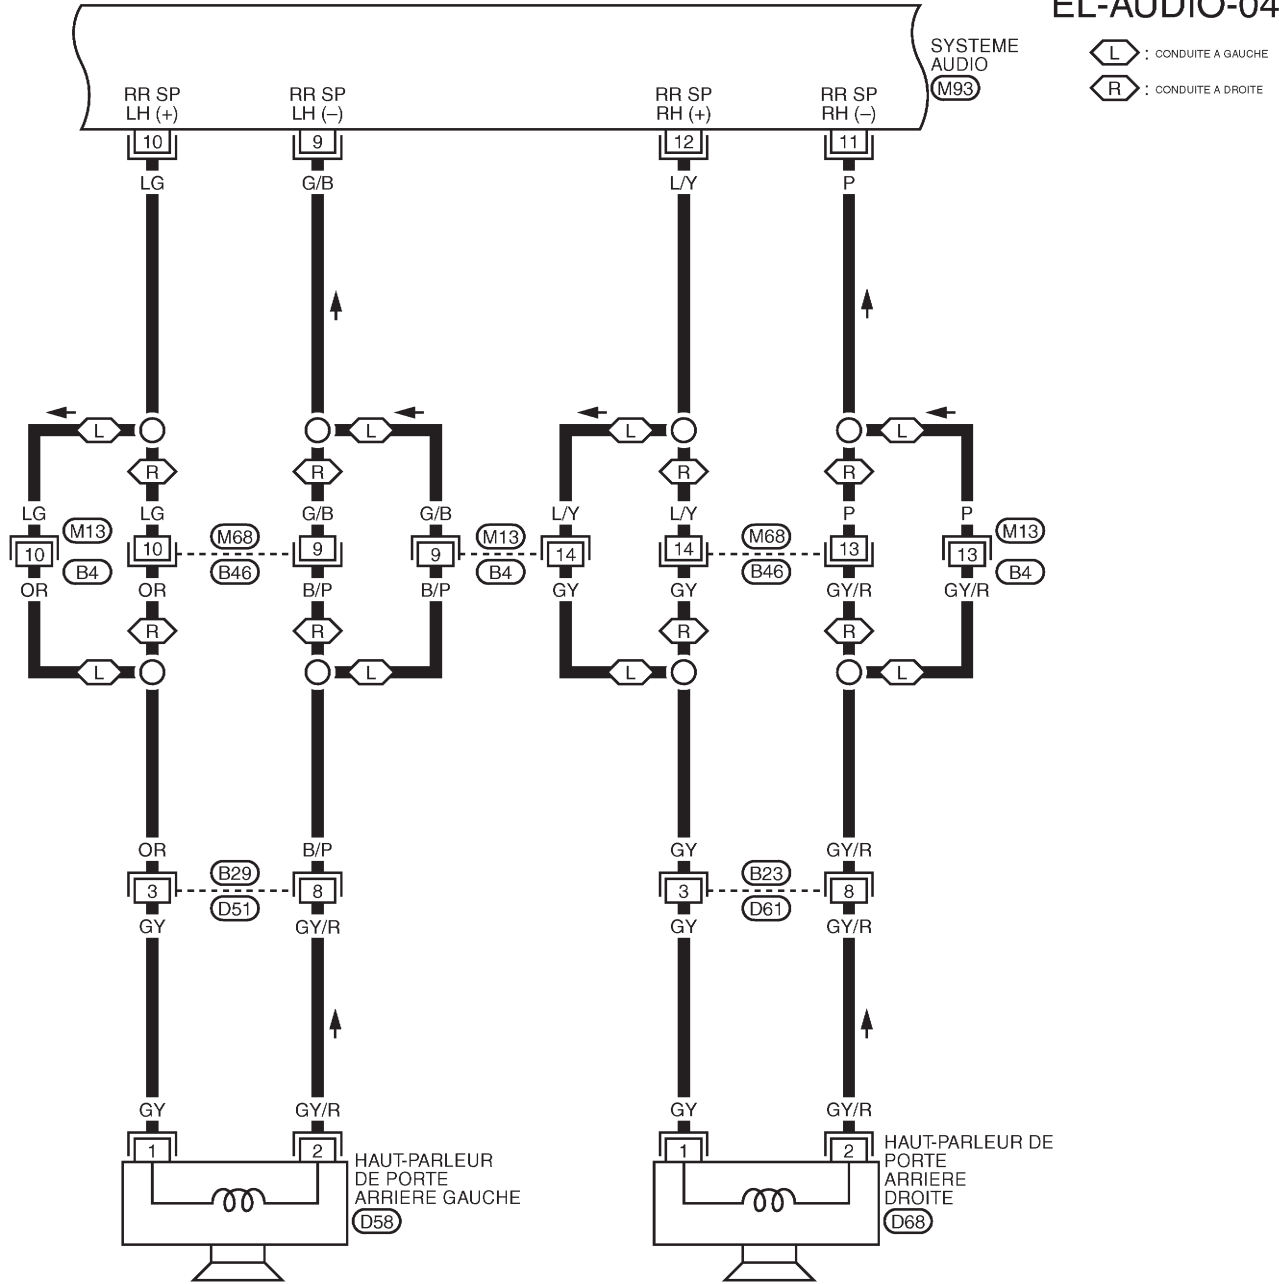 EL-AUDIO-04
SYSTEME
AUDIO
M93
L : CONDUITE A GAUCHE
R : CONDUITE A DROITE
RR SP
LH (+)
RR SP
LH (–)
RR SP
RH (+)
RR SP
RH (–)
10 9 12 11
LG G/B L/Y P
L L L L
R R R R
LG LG G/B G/B L/Y L/Y P P
M13 M68 M13 M68 M13
10 10 9 9 14 14 13 13
B4 B46 B4 B46 B4
OR OR B/P B/P GY GY GY/R GY/R
R R R R
L L L L
OR B/P GY GY/R
B29 B23
3 8 3 8
D51 D61
GY GY/R GY GY/R
GY GY/R GY GY/R
1 2 1 2
HAUT-PARLEUR
DE PORTE
ARRIERE GAUCHE
D58
HAUT-PARLEUR DE
PORTE
ARRIERE
DROITE
D68